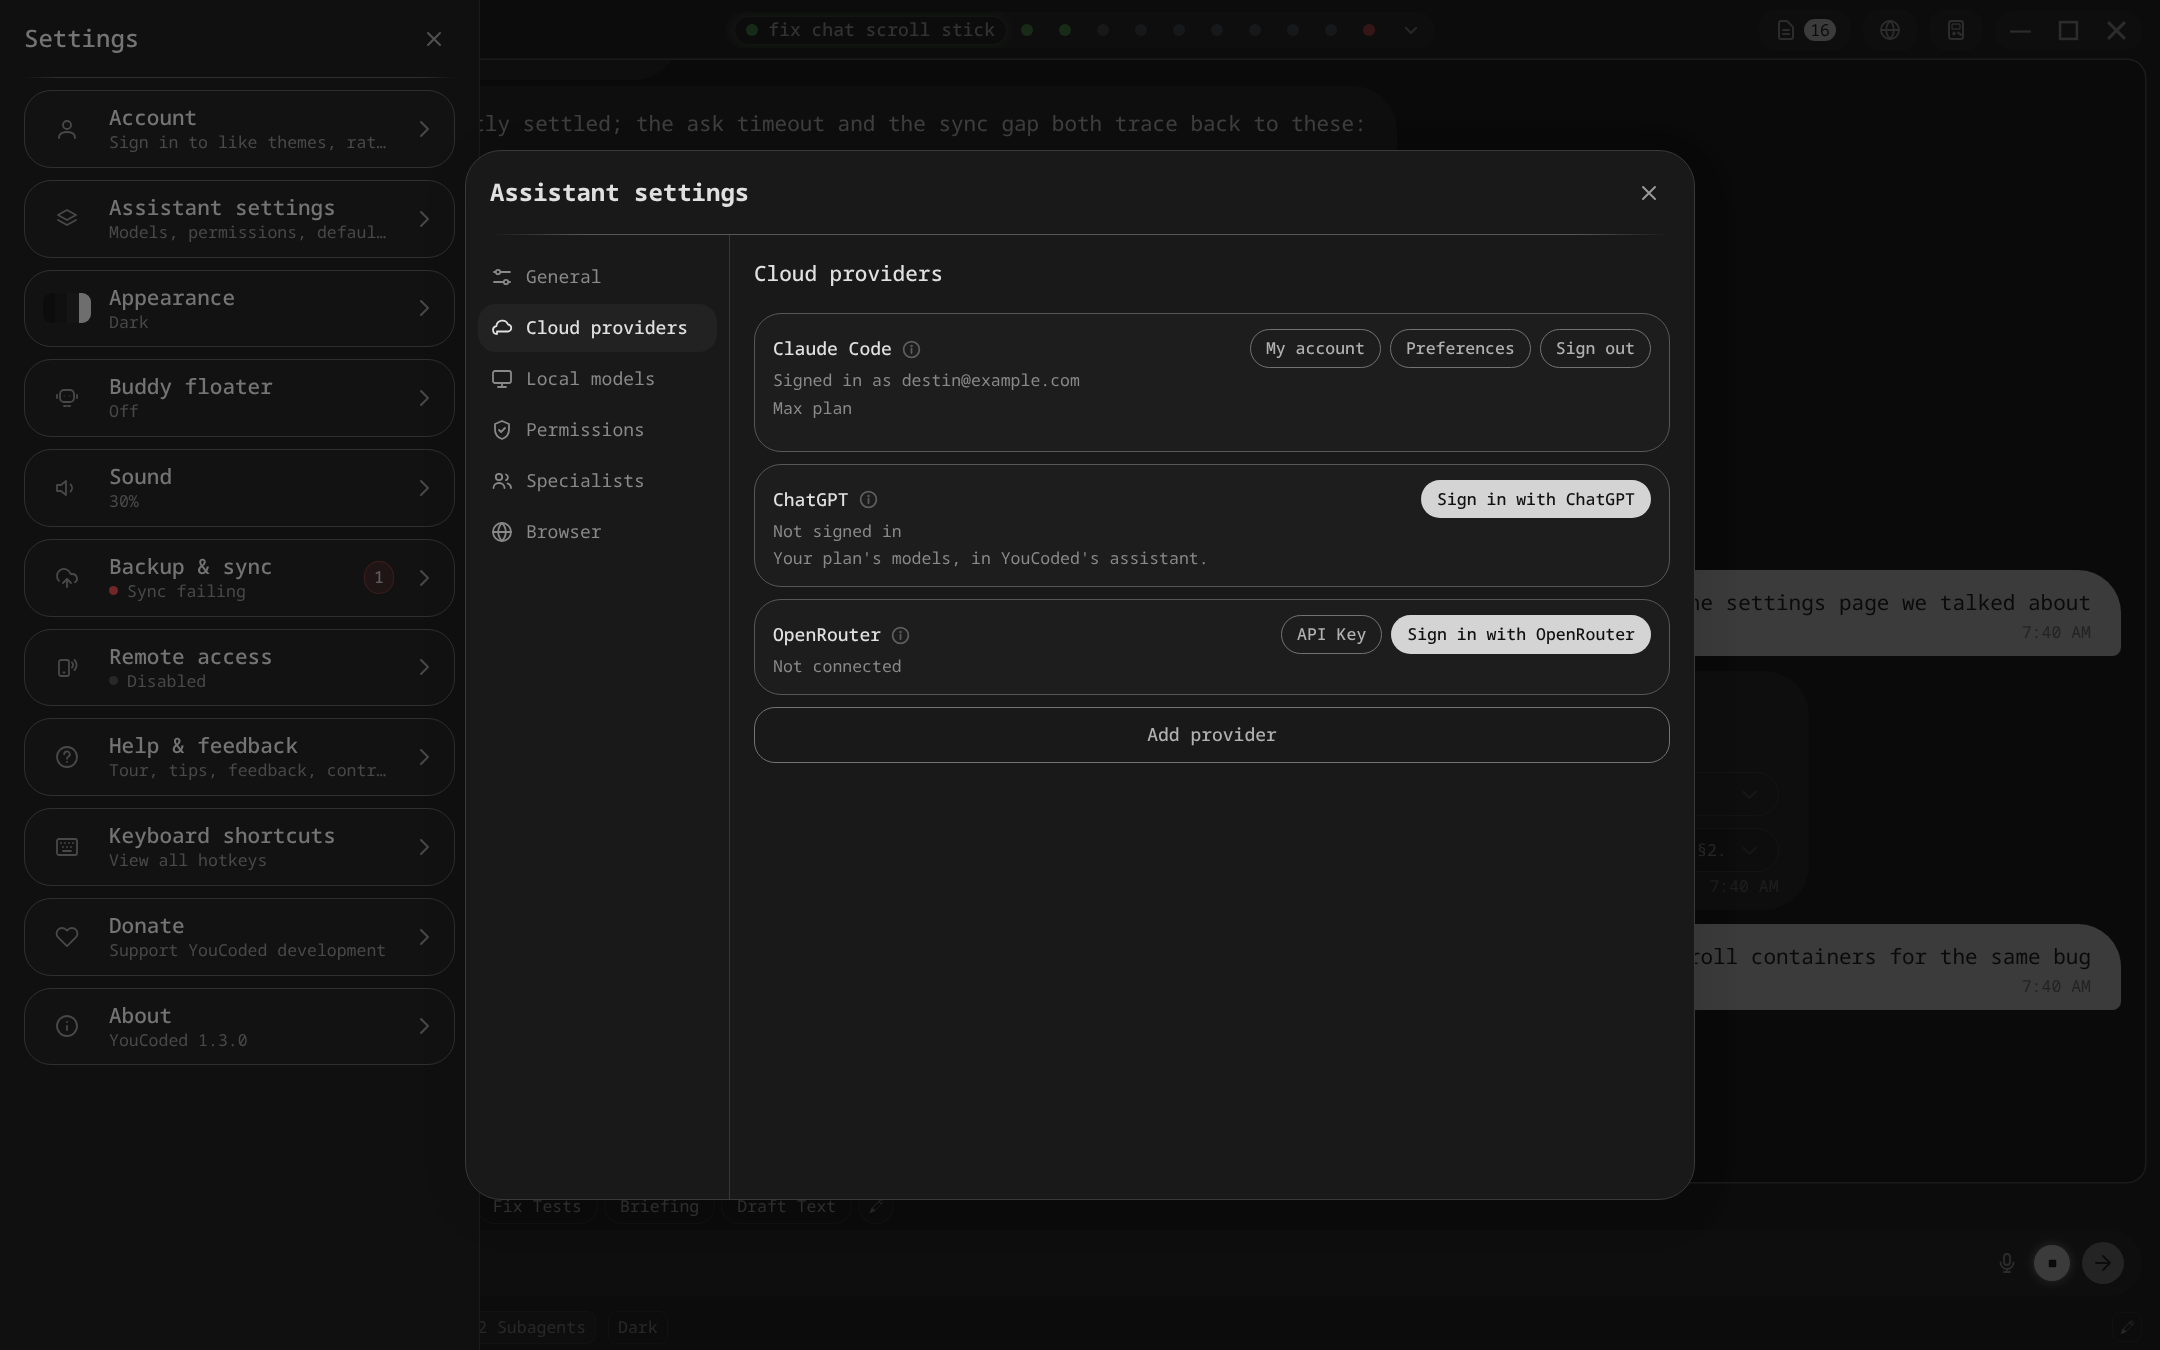 Settings
Account
Sign in to like themes, rat…
Assistant settings
Models, permissions, defaul…
Appearance
Dark
Buddy floater
Off
Sound
30%
Backup & sync
Sync failing
1
Remote access
Disabled
Help & feedback
Tour, tips, feedback, contr…
Keyboard shortcuts
View all hotkeys
Donate
Support YouCoded development
About
YouCoded 1.3.0
fix chat scroll stick
16
tly settled; the ask timeout and the sync gap both trace back to these:
Assistant settings
General
Cloud providers
Local models
Permissions
Specialists
Browser
Cloud providers
Claude Code
My account
Preferences
Sign out
Signed in as destin@example.com
Max plan
ChatGPT
Sign in with ChatGPT
Not signed in
Your plan's models, in YouCoded's assistant.
OpenRouter
API Key
Sign in with OpenRouter
Not connected
Add provider
he settings page we talked about
7:40 AM
§2.
7:40 AM
roll containers for the same bug
7:40 AM
Fix Tests
Briefing
Draft Text
2 Subagents
Dark